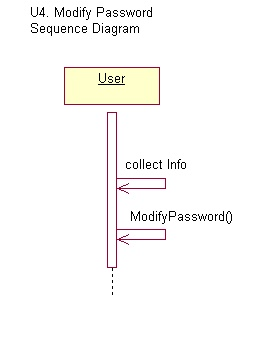 U4. Modify Password
Sequence Diagram
User
collect Info
ModifyPassword()